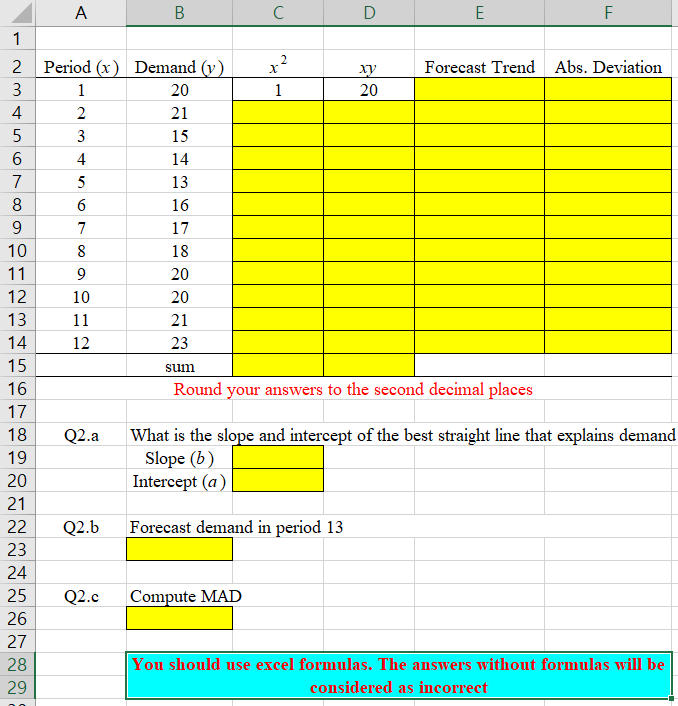 A B C D E F
1
2 Period (x) Demand (y) x² xy Forecast Trend Abs. Deviation
3 1 20 1 20
4 2 21
5 3 15
6 4 14
7 5 13
8 6 16
9 7 17
10 8 18
11 9 20
12 10 20
13 11 21
14 12 23
15 sum
16 Round your answers to the second decimal places
17
18 Q2.a What is the slope and intercept of the best straight line that explains demand
19 Slope (b)
20 Intercept (a)
21
22 Q2.b Forecast demand in period 13
23
24
25 Q2.c Compute MAD
26
27
28 You should use excel formulas. The answers without formulas will be
29 considered as incorrect